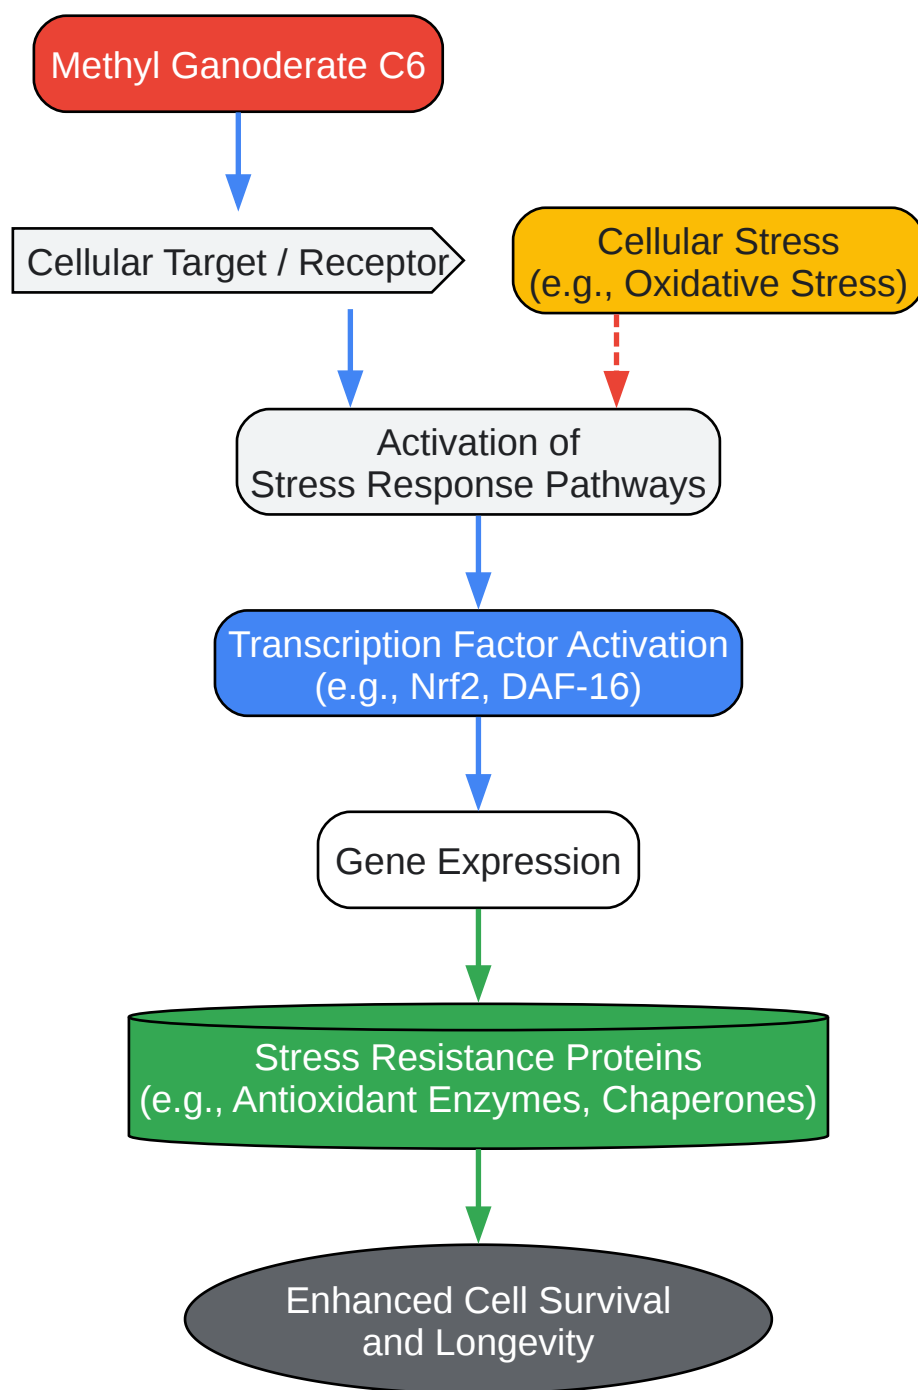 Methyl Ganoderate C6
Cellular Target / Receptor
Cellular Stress
(e.g., Oxidative Stress)
Activation of
Stress Response Pathways
Transcription Factor Activation
(e.g., Nrf2, DAF-16)
Gene Expression
Stress Resistance Proteins
(e.g., Antioxidant Enzymes, Chaperones)
Enhanced Cell Survival
and Longevity